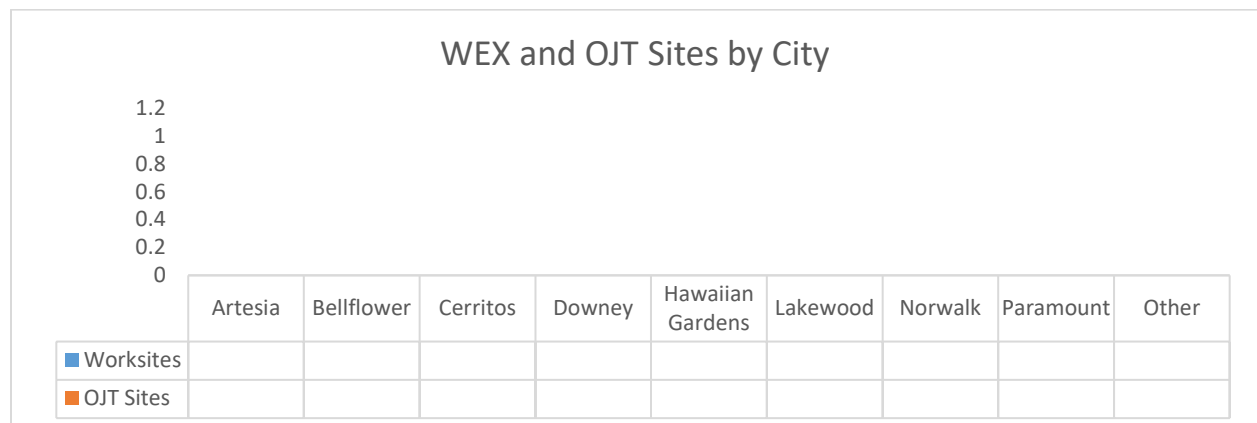 WEX and OJT Sites by City
1.2
1
0.8
0.6
0.4
0.2
0
Artesia Bellflower Cerritos Downey Hawaiian Gardens Lakewood Norwalk Paramount Other
Worksites
OJT Sites